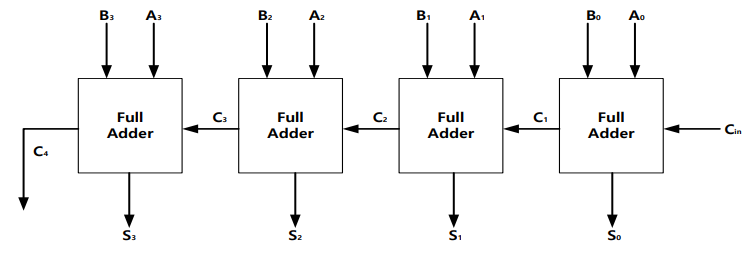 B₃ A₃ B₂ A₂ B₁ A₁ B₀ A₀
Full Adder
C₃
Full Adder
C₂
Full Adder
C₁
Full Adder
Cᵢₙ
C₄
S₃ S₂ S₁ S₀